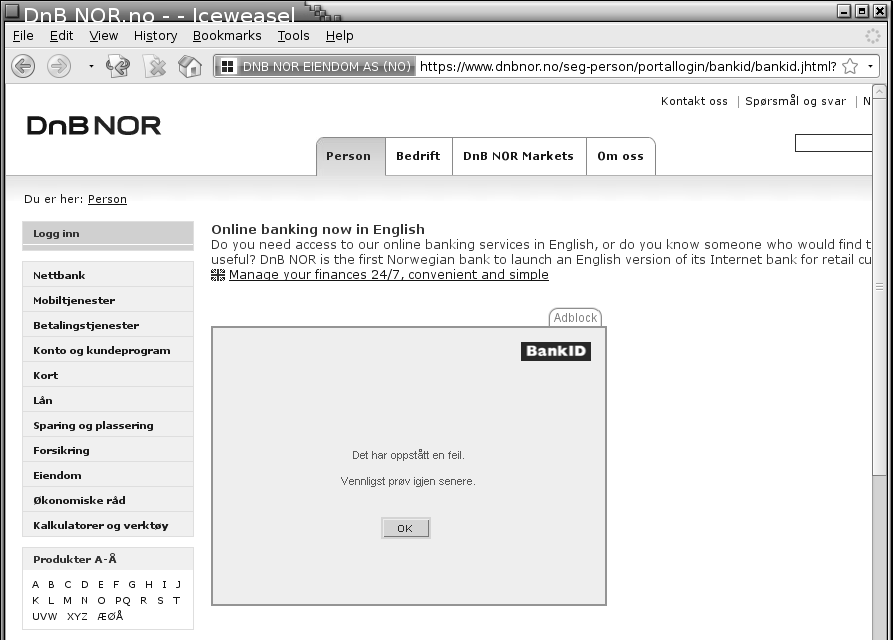 DnB NOR.no - - Iceweasel
File Edit View History Bookmarks Tools Help
DNB NOR EIENDOM AS (NO) https://www.dnbnor.no/seg-person/portallogin/bankid/bankid.jhtml?
Kontakt oss | Spørsmål og svar | N
DnB NOR
Person Bedrift DnB NOR Markets Om oss
Du er her: Person
Logg inn
Nettbank
Mobiltjenester
Betalingstjenester
Konto og kundeprogram
Kort
Lån
Sparing og plassering
Forsikring
Eiendom
Økonomiske råd
Kalkulatorer og verktøy
Produkter A-Å
A B C D E F G H I J
K L M N O PQ R S T
UVW XYZ ÆØÅ
Online banking now in English
Do you need access to our online banking services in English, or do you know someone who would find t
useful? DnB NOR is the first Norwegian bank to launch an English version of its Internet bank for retail cu
Manage your finances 24/7, convenient and simple
Adblock
BankID
Det har oppstått en feil.
Vennligst prøv igjen senere.
OK